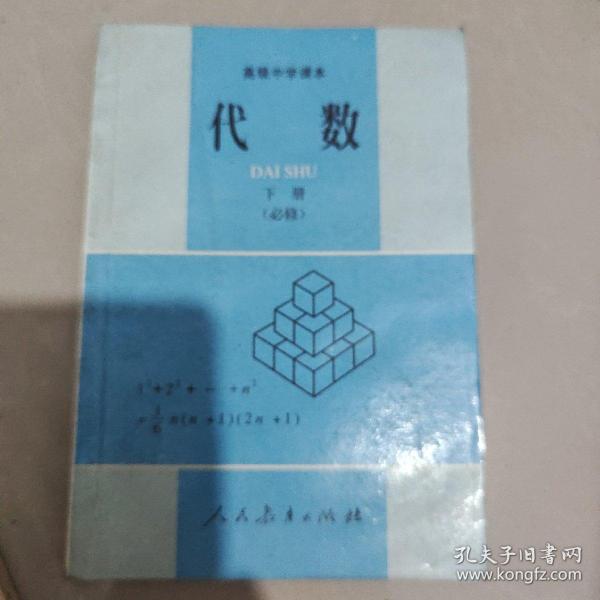 高级中学课本
代 数
DAI SHU
下 册
(必修)
1²+2²+ ··· +n²
=1/6 n(n+1)(2n+1)
人民教育出版社
孔夫子旧书网
www.kongfz.com